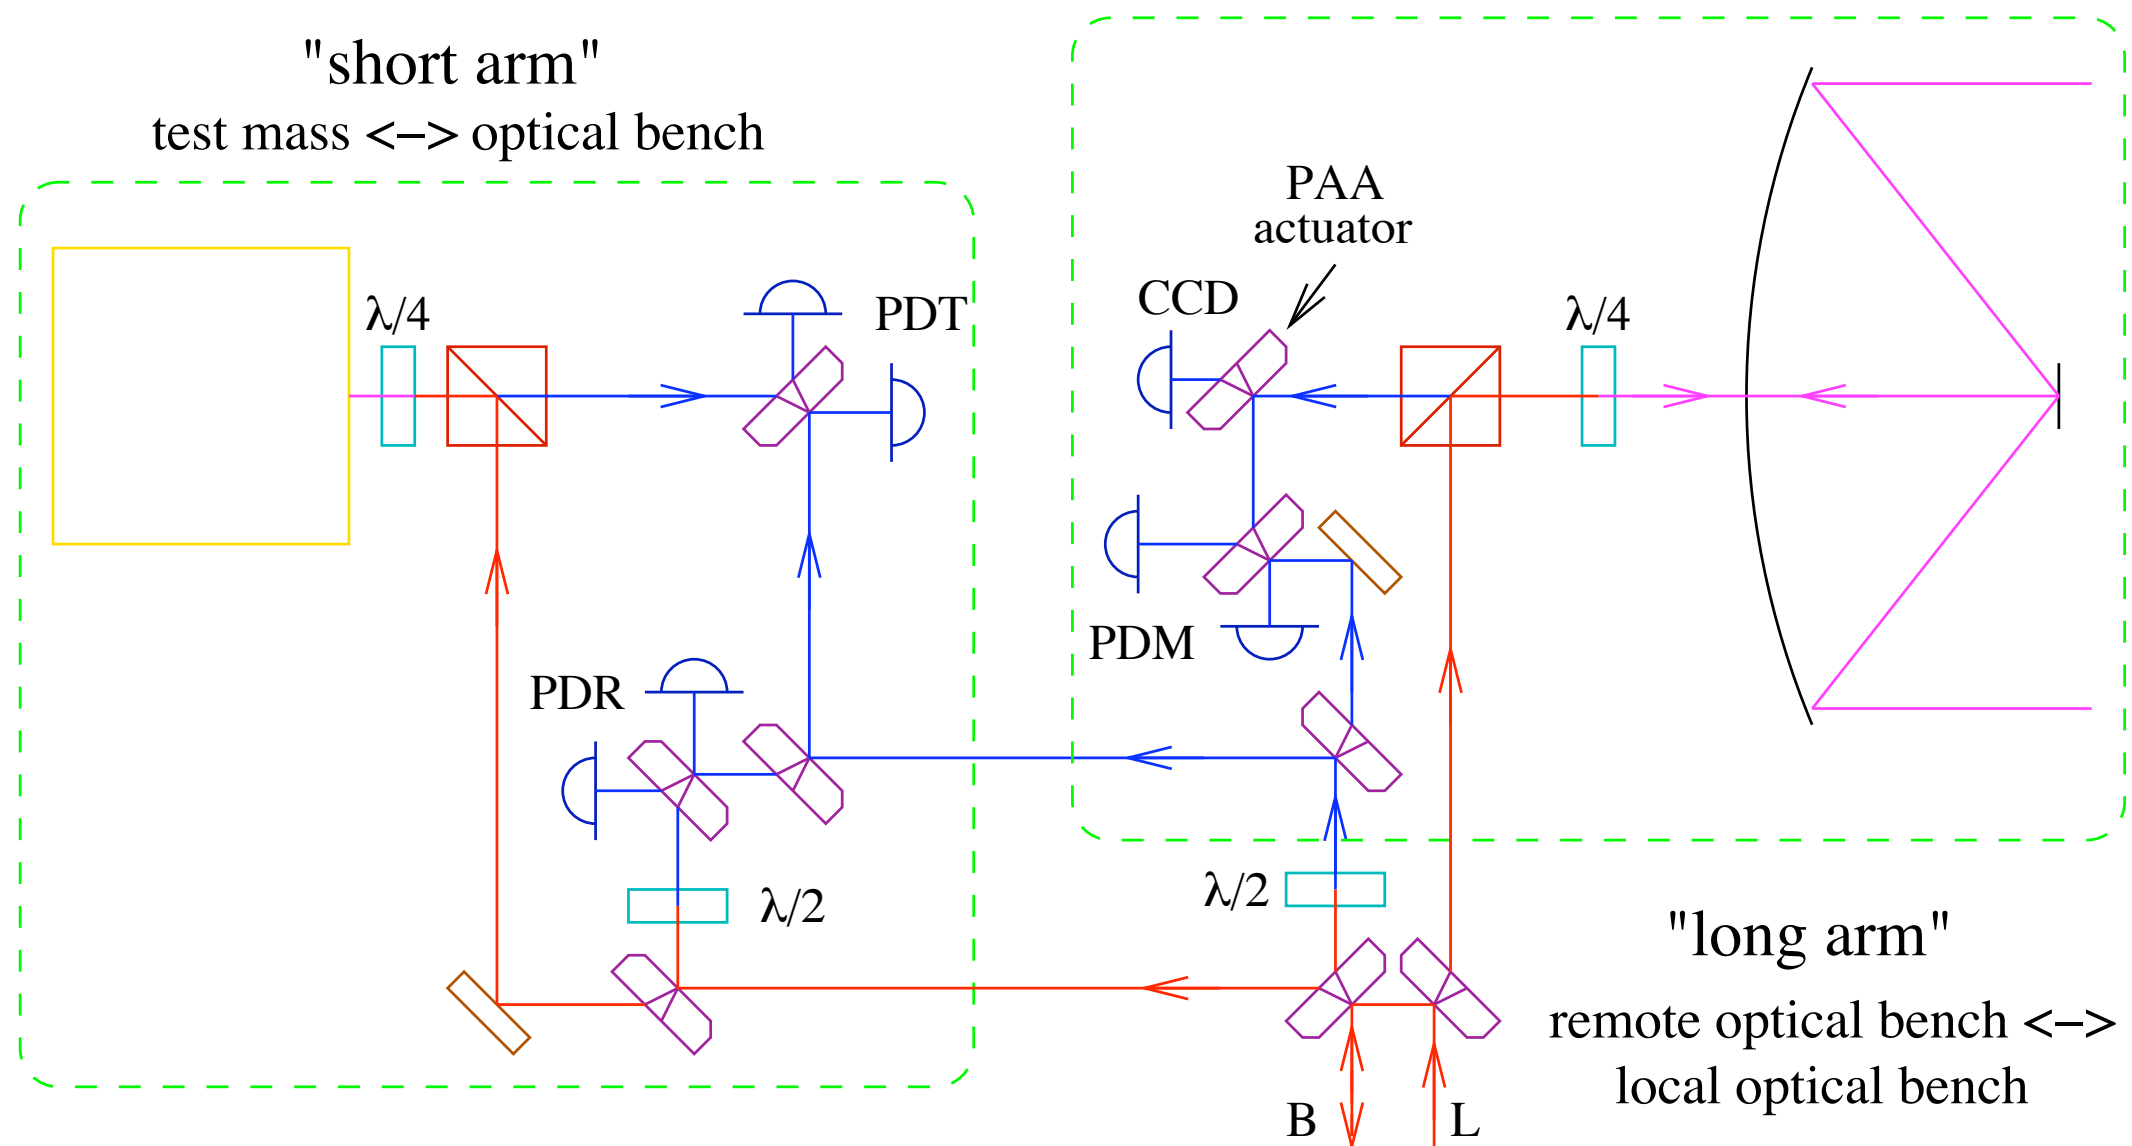 "short arm"
test mass <–> optical bench
PAA
actuator
CCD
λ/4
PDT
λ/4
PDM
PDR
λ/2
λ/2
"long arm"
remote optical bench <–>
local optical bench
B
L